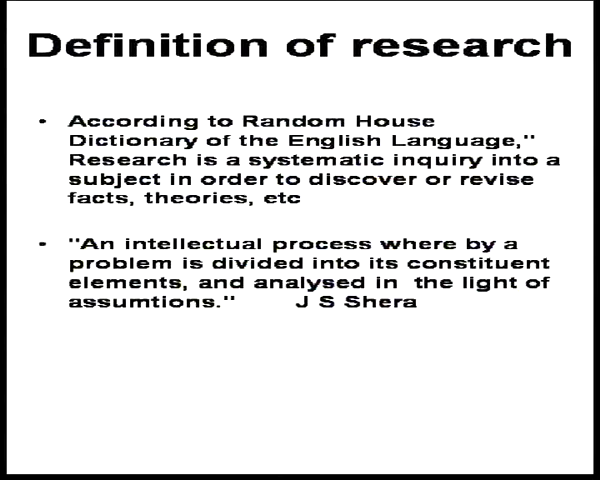 Definition of research
• According to Random House
Dictionary of the English Language,"
Research is a systematic inquiry into a
subject in order to discover or revise
facts, theories, etc
• "An intellectual process where by a
problem is divided into its constituent
elements, and analysed in the light of
assumtions." J S Shera